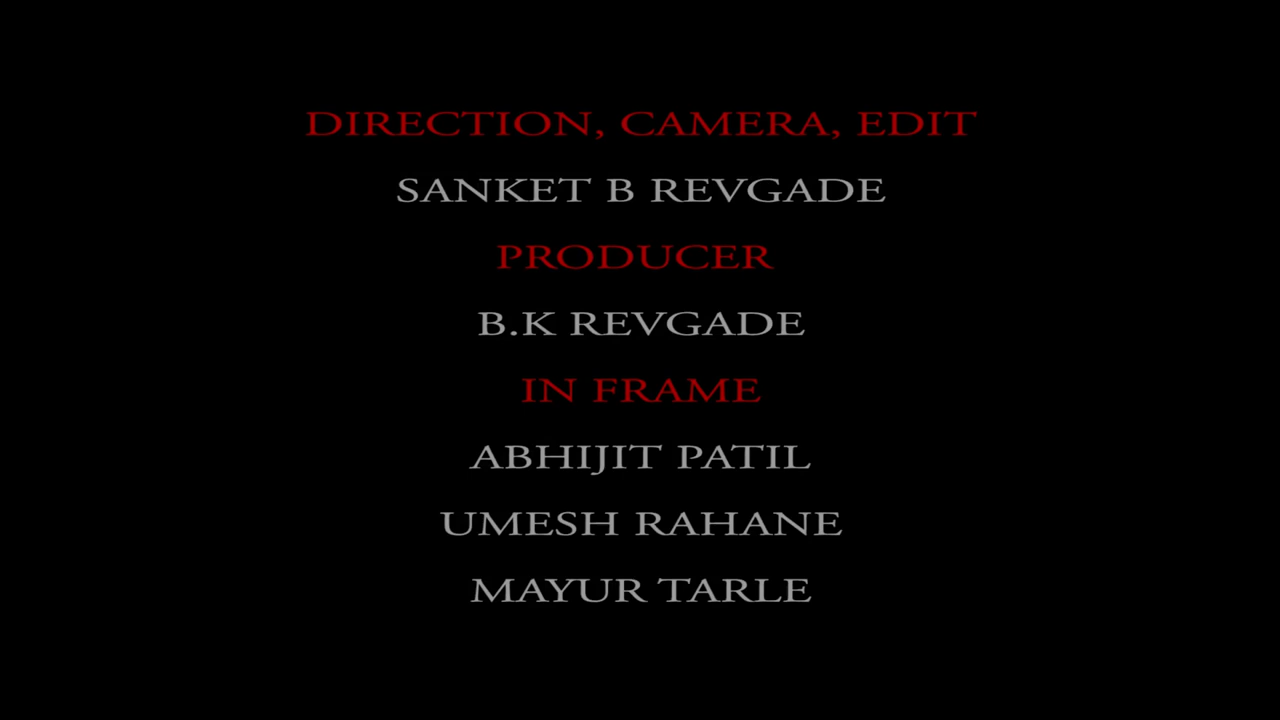 DIRECTION, CAMERA, EDIT
SANKET B REVGADE
PRODUCER
B.K REVGADE
IN FRAME
ABHIJIT PATIL
UMESH RAHANE
MAYUR TARLE